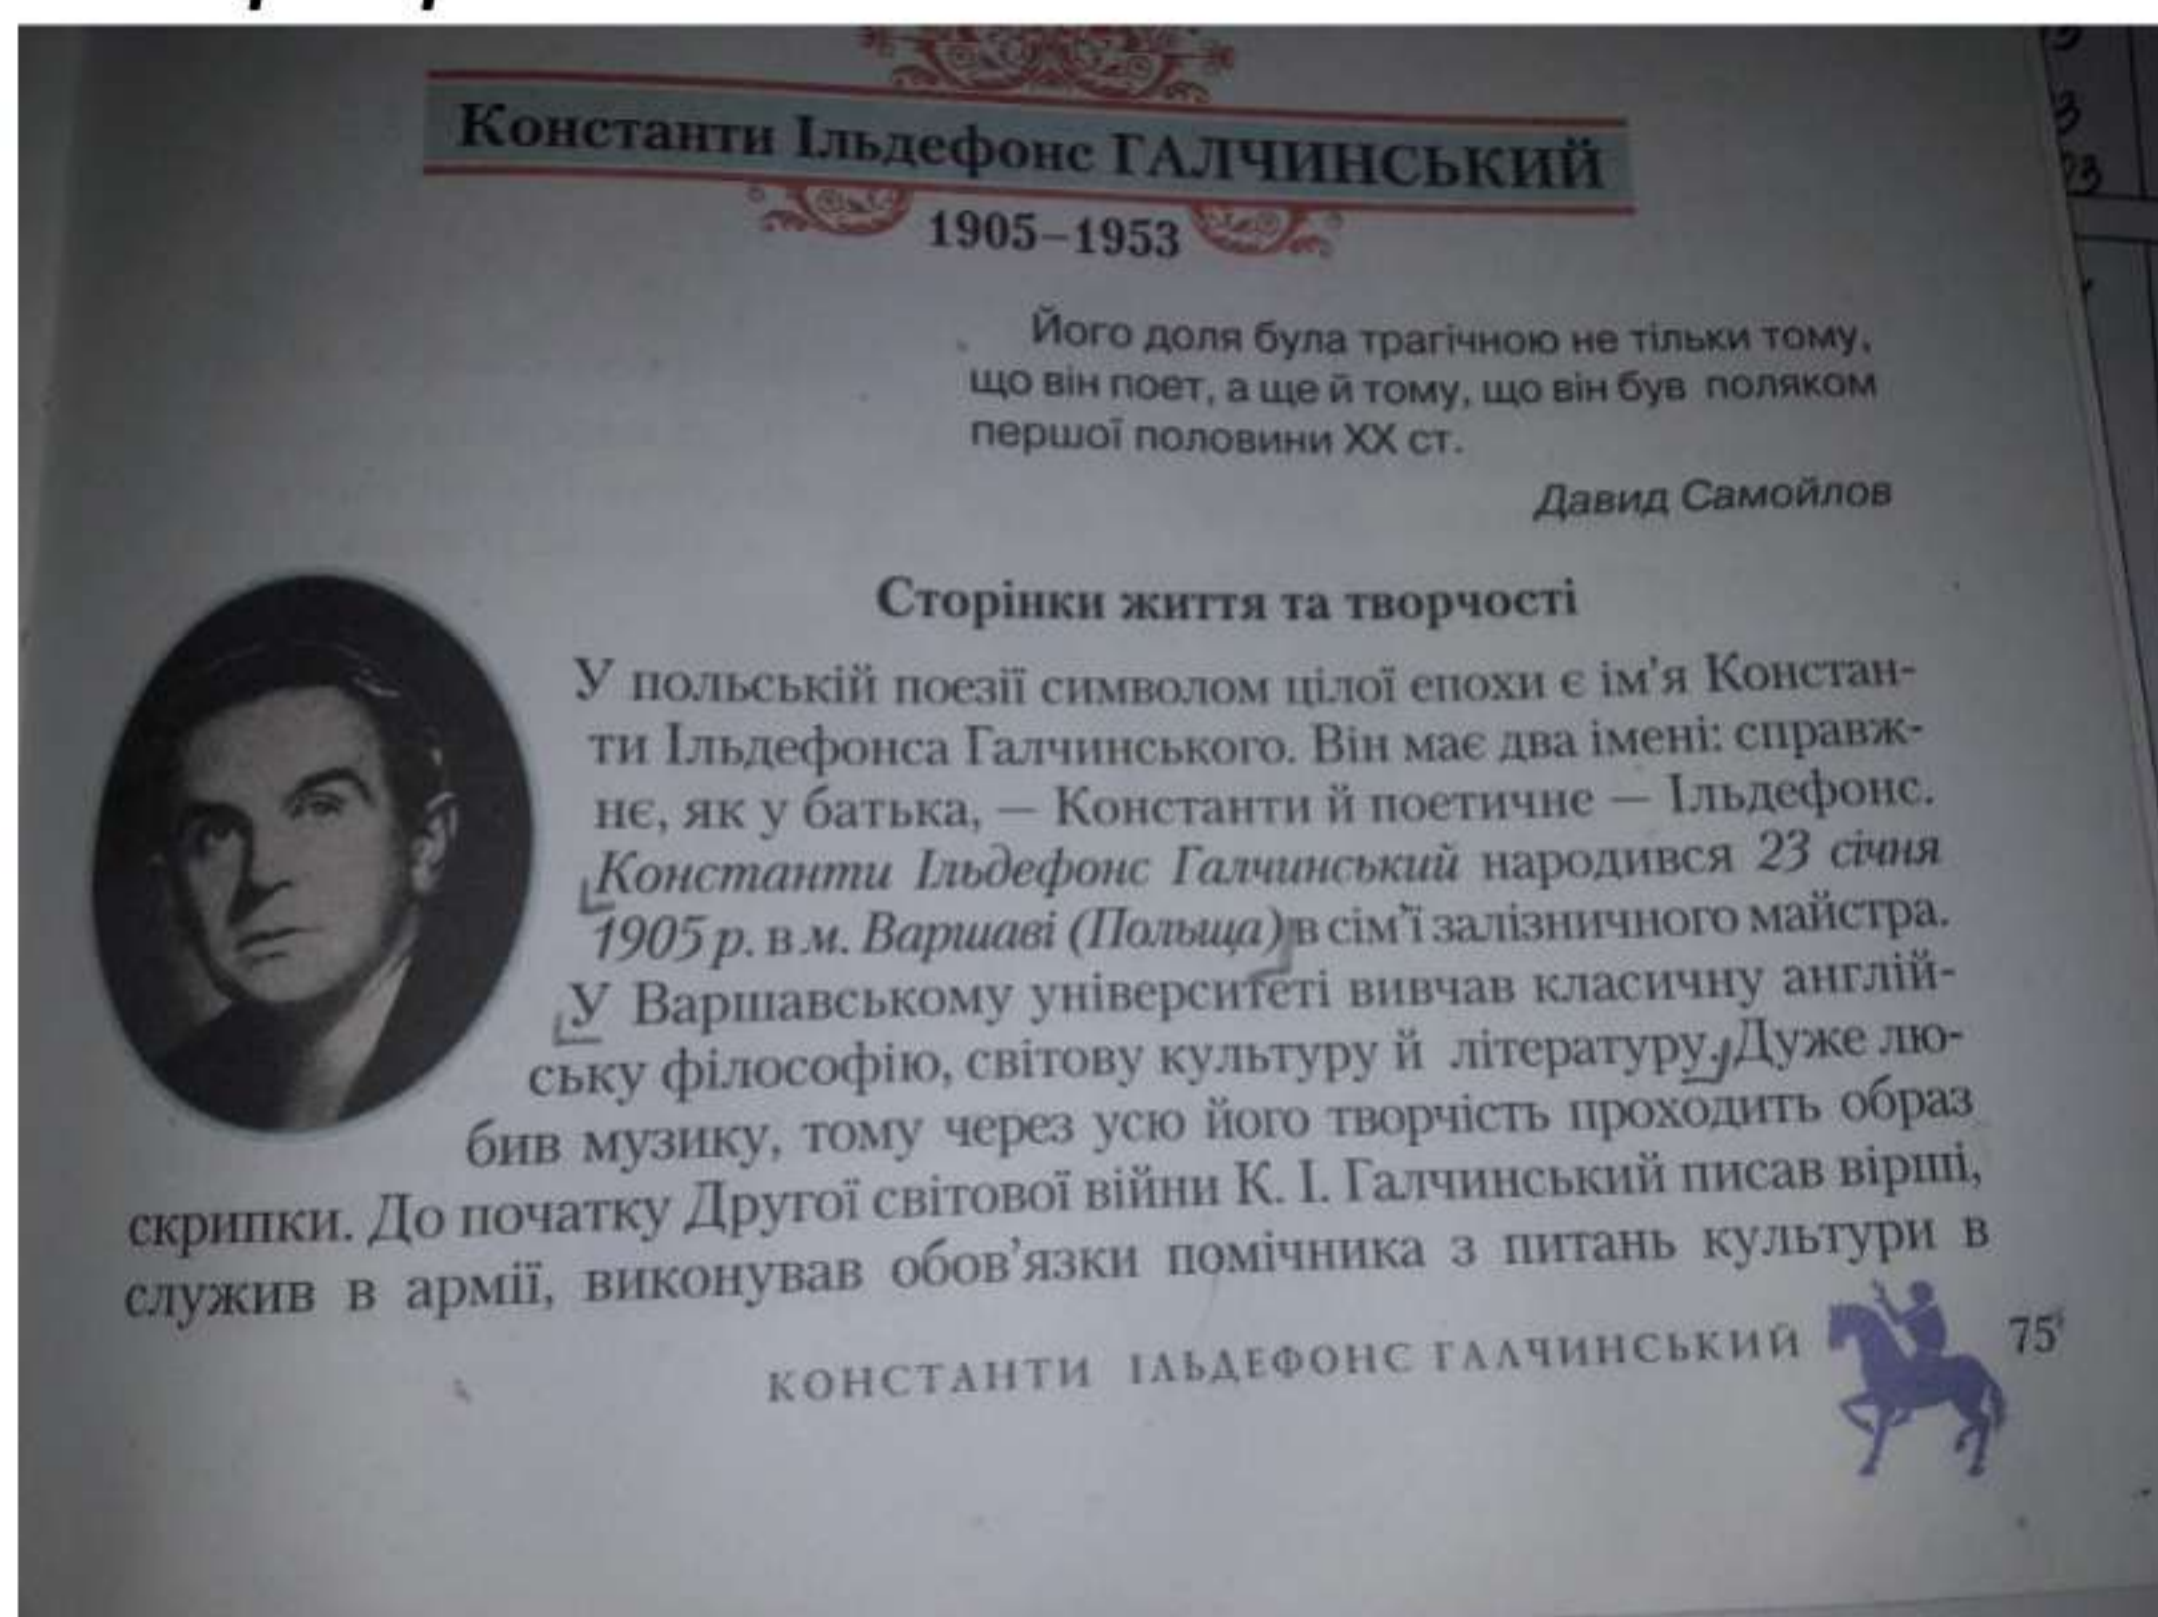 Константи Ільдефонс ГАЛЧИНСЬКИЙ
1905–1953
Його доля була трагічною не тільки тому,
що він поет, а ще й тому, що він був поляком
першої половини XX ст.
Давид Самойлов
Сторінки життя та творчості
У польській поезії символом цілої епохи є ім'я Констан-
ти Ільдефонса Галчинського. Він має два імені: справж-
нє, як у батька, — Константи й поетичне — Ільдефонс.
Константи Ільдефонс Галчинський народився 23 січня
1905 р. в м. Варшаві (Польща) в сім'ї залізничного майстра.
У Варшавському університеті вивчав класичну англій-
ську філософію, світову культуру й літературу. Дуже лю-
бив музику, тому через усю його творчість проходить образ
скрипки. До початку Другої світової війни К. І. Галчинський писав вірші,
служив в армії, виконував обов'язки помічника з питань культури в
КОНСТАНТИ ІЛЬДЕФОНС ГАЛЧИНСЬКИЙ 75